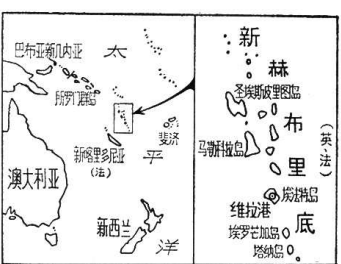 太
平
洋
巴布亚新几内亚
所罗门群岛
斐济
新喀里多尼亚
(法)
澳大利亚
新西兰
新
赫
布
里
底
(英、法)
圣埃斯皮里图岛
马勒科拉岛
埃法特岛
维拉港
埃罗芒加岛
塔纳岛